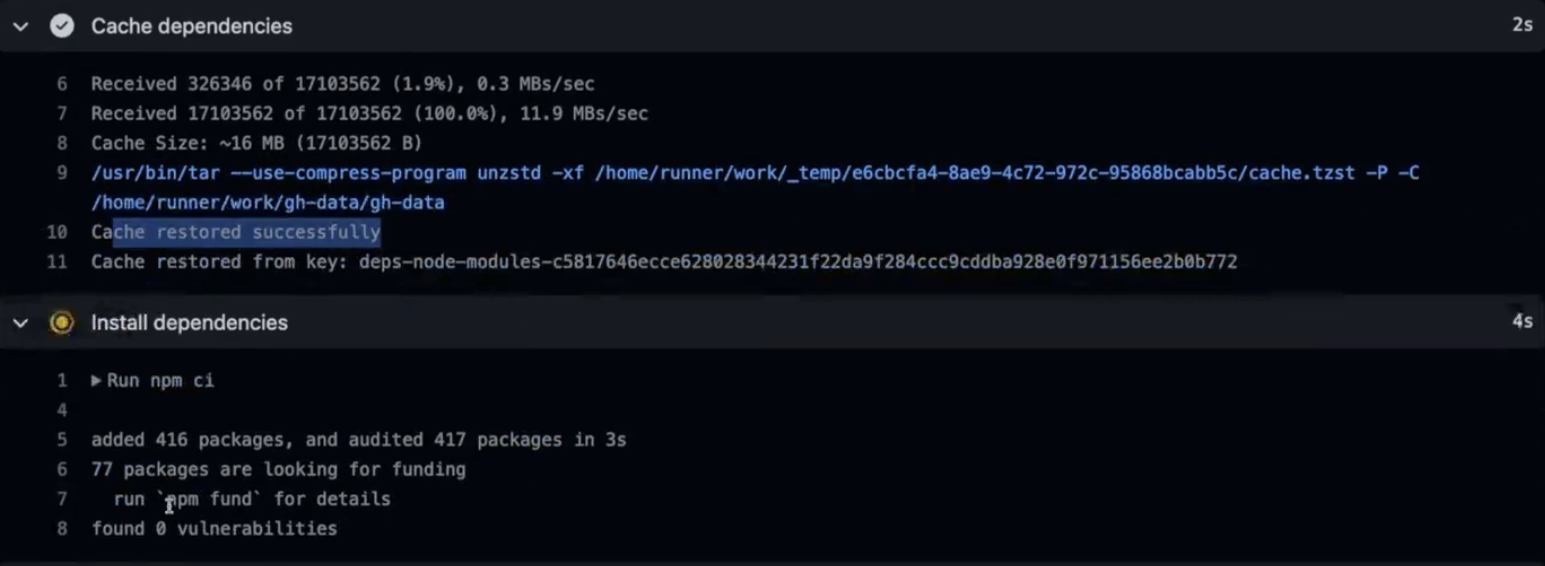 Cache dependencies 2s
6 Received 326346 of 17103562 (1.9%), 0.3 MBs/sec
7 Received 17103562 of 17103562 (100.0%), 11.9 MBs/sec
8 Cache Size: ~16 MB (17103562 B)
9 /usr/bin/tar --use-compress-program unzstd -xf /home/runner/work/_temp/e6cbcfa4-8ae9-4c72-972c-95868bcabb5c/cache.tzst -P -C
/home/runner/work/gh-data/gh-data
10 Cache restored successfully
11 Cache restored from key: deps-node-modules-c5817646ecce628028344231f22da9f284ccc9cddba928e0f971156ee2b0b772
Install dependencies 4s
1 Run npm ci
4
5 added 416 packages, and audited 417 packages in 3s
6 77 packages are looking for funding
7 run `npm fund` for details
8 found 0 vulnerabilities